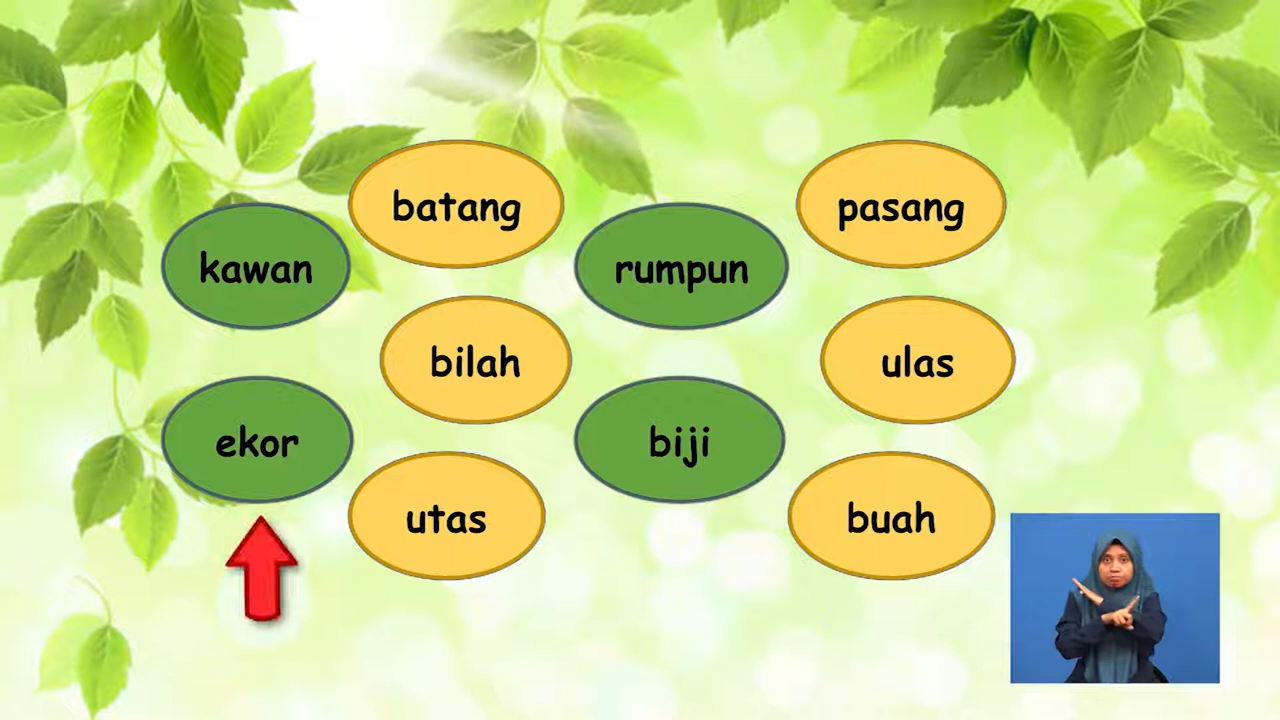 batang
pasang
kawan
rumpun
bilah
ulas
ekor
biji
utas
buah